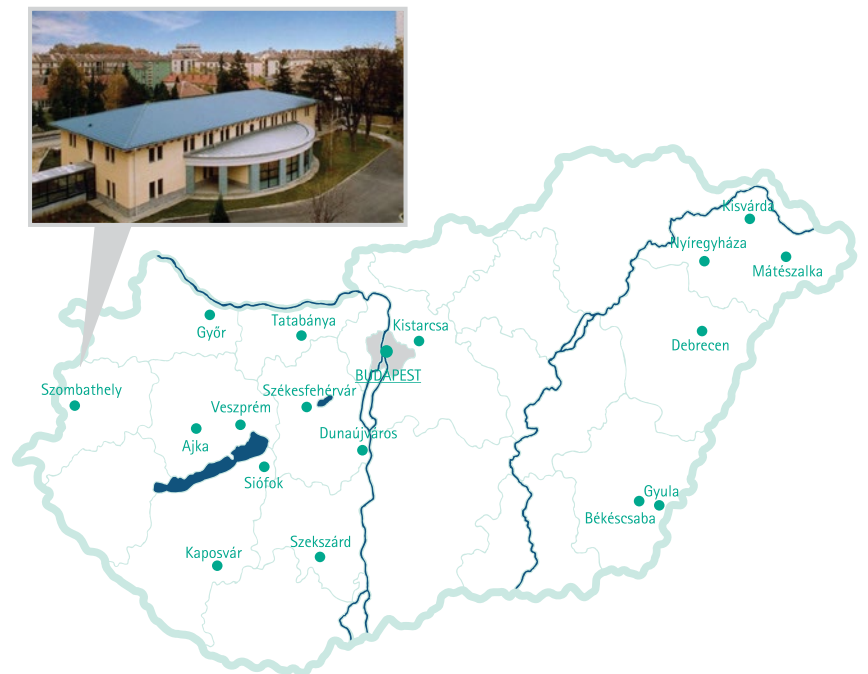 Kisvárda
Nyíregyháza
Mátészalka
Győr
Tatabánya
Kistarcsa
Debrecen
BUDAPEST
Szombathely
Székesfehérvár
Veszprém
Dunaújváros
Ajka
Siófok
Gyula
Békéscsaba
Szekszárd
Kaposvár